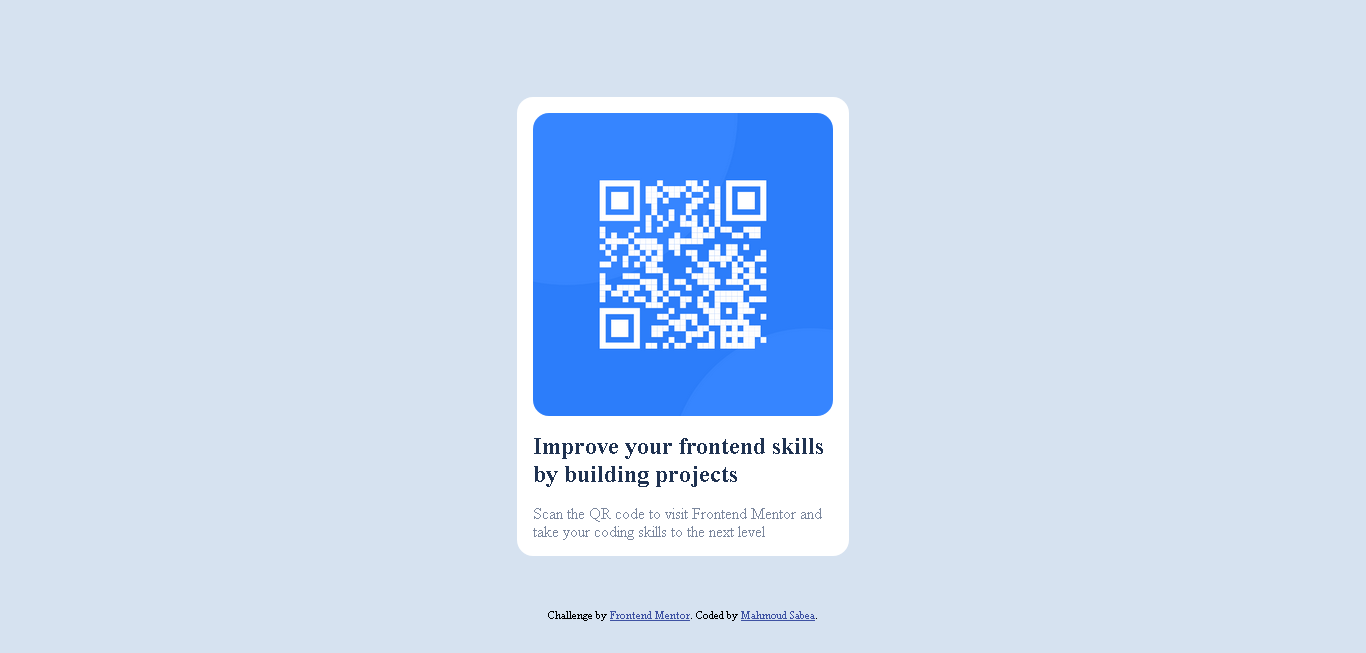 Improve your frontend skills
by building projects
Scan the QR code to visit Frontend Mentor and
take your coding skills to the next level
Challenge by Frontend Mentor. Coded by Mahmoud Sabea.